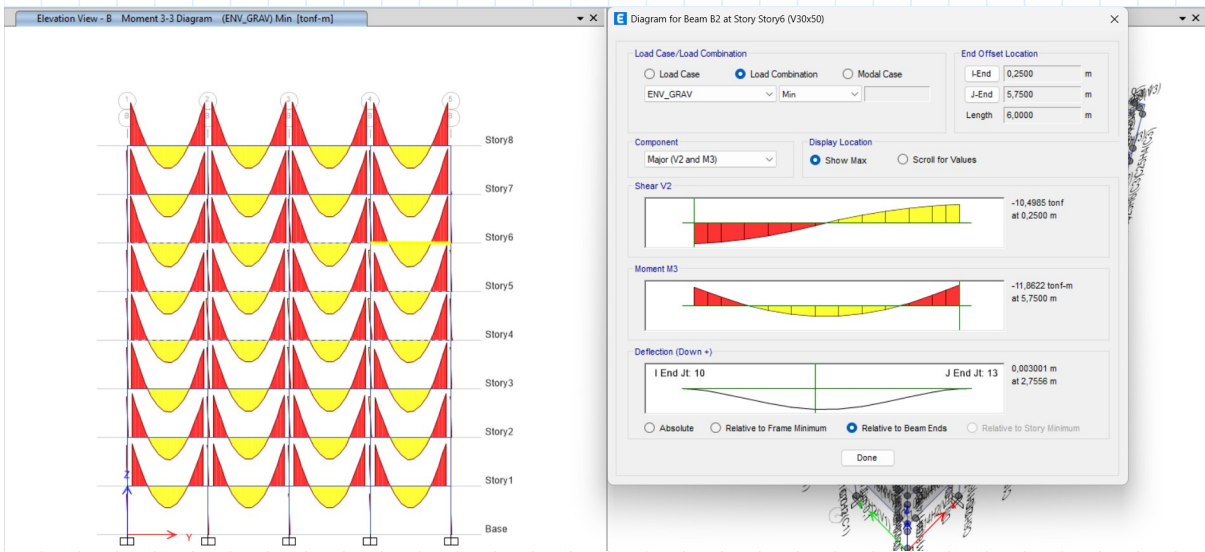 Elevation View - B Moment 3-3 Diagram (ENV_GRAV) Min [tonf-m]
1 2 3 4 5
B B B B B
Story8
Story7
Story6
Story5
Story4
Story3
Story2
Story1
Base
Z
Y
E Diagram for Beam B2 at Story Story6 (V30x50)
Load Case/Load Combination
Load Case Load Combination Modal Case
ENV_GRAV Min
End Offset Location
I-End 0,2500 m
J-End 5,7500 m
Length 6,0000 m
Component
Major (V2 and M3)
Display Location
Show Max Scroll for Values
Shear V2
-10,4985 tonf
at 0,2500 m
Moment M3
-11,8622 tonf-m
at 5,7500 m
Deflection (Down +)
I End Jt: 10 J End Jt: 13
0,003001 m
at 2,7556 m
Absolute Relative to Frame Minimum Relative to Beam Ends Relative to Story Minimum
Done